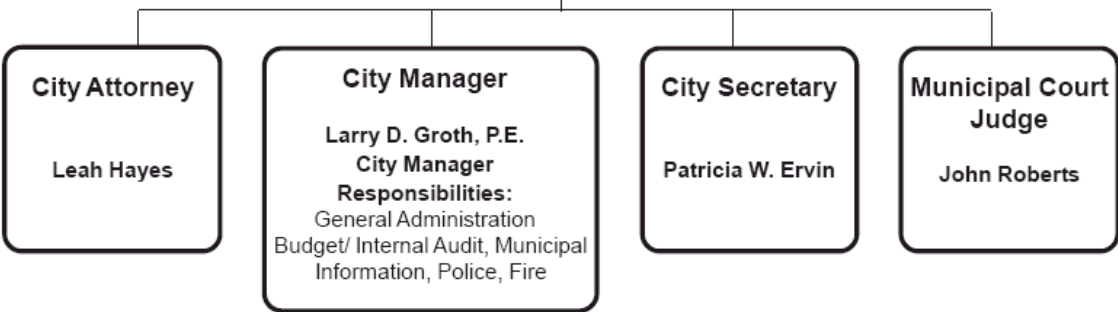 City Attorney
Leah Hayes
City Manager
Larry D. Groth, P.E.
City Manager
Responsibilities:
General Administration
Budget/ Internal Audit, Municipal
Information, Police, Fire
City Secretary
Patricia W. Ervin
Municipal Court
Judge
John Roberts